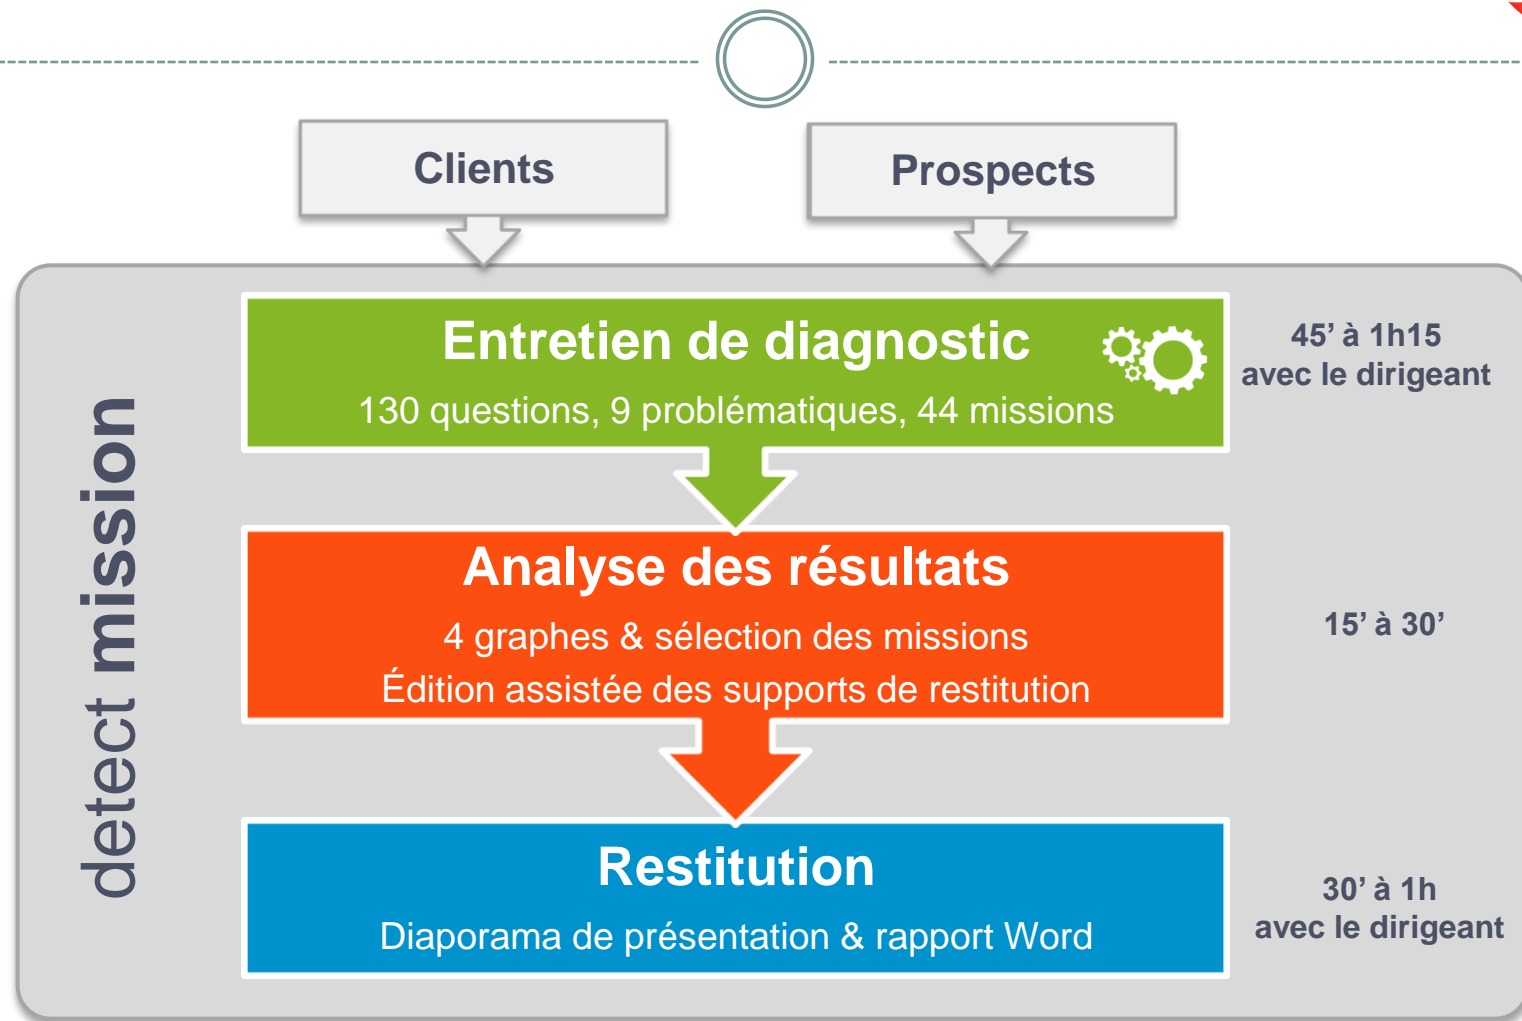 Clients
Prospects
detect mission
Entretien de diagnostic
130 questions, 9 problématiques, 44 missions
45’ à 1h15
avec le dirigeant
Analyse des résultats
4 graphes & sélection des missions
Édition assistée des supports de restitution
15’ à 30’
Restitution
Diaporama de présentation & rapport Word
30’ à 1h
avec le dirigeant